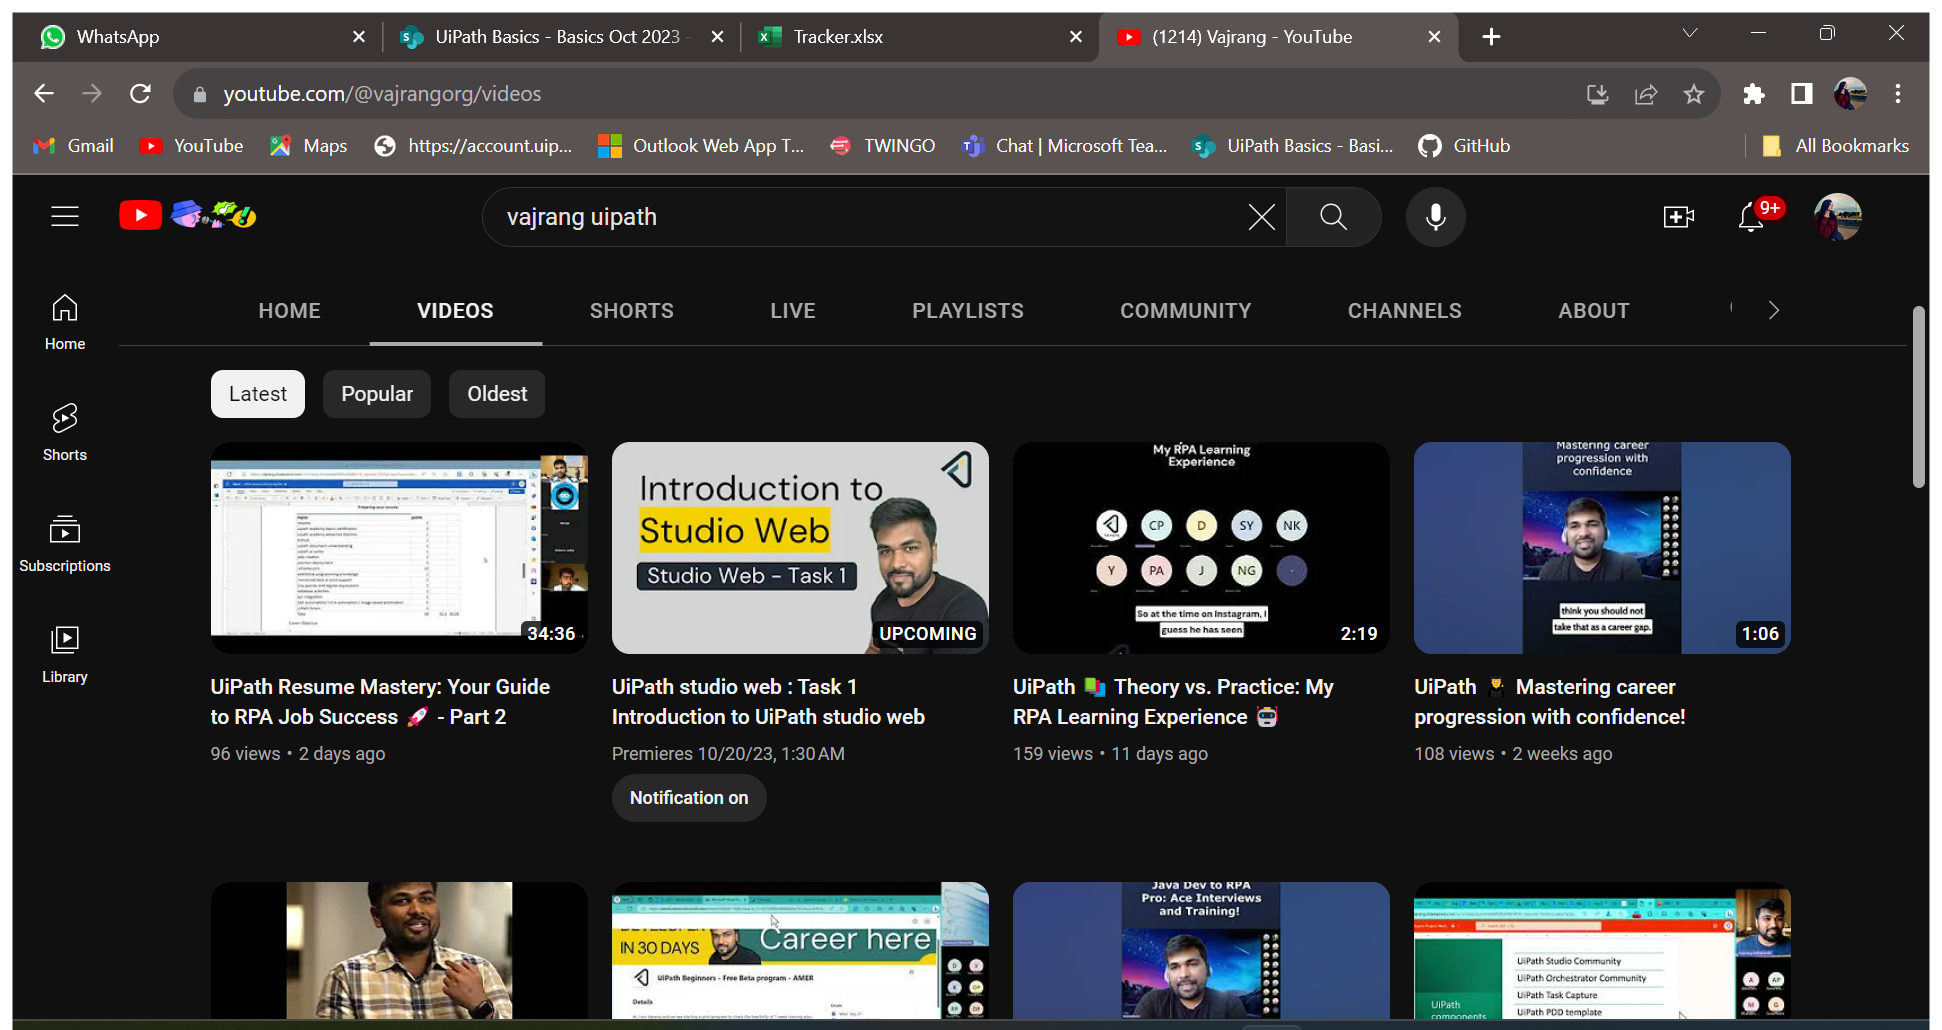 WhatsApp
UiPath Basics - Basics Oct 2023 -
Tracker.xlsx
(1214) Vajrang - YouTube
youtube.com/@vajrangorg/videos
Gmail
YouTube
Maps
https://account.uip...
Outlook Web App T...
TWINGO
Chat | Microsoft Tea...
UiPath Basics - Basi...
GitHub
All Bookmarks
vajrang uipath
9+
Home
Shorts
Subscriptions
Library
HOME
VIDEOS
SHORTS
LIVE
PLAYLISTS
COMMUNITY
CHANNELS
ABOUT
Latest
Popular
Oldest
34:36
UiPath Resume Mastery: Your Guide
to RPA Job Success 🚀 - Part 2
96 views • 2 days ago
Introduction to
Studio Web
Studio Web - Task 1
UPCOMING
UiPath studio web : Task 1
Introduction to UiPath studio web
Premieres 10/20/23, 1:30 AM
Notification on
My RPA Learning
Experience
CP
D
SY
NK
Y
PA
J
NG
So at the time on Instagram, I
guess he has seen
2:19
UiPath 📚 Theory vs. Practice: My
RPA Learning Experience 🤖
159 views • 11 days ago
Mastering career
progression with
confidence
think you should not
take that as a career gap.
1:06
UiPath 👩‍🎓 Mastering career
progression with confidence!
108 views • 2 weeks ago
DEVELOPER
IN 30 DAYS
Career here
UiPath Beginners - Free Beta program - AMER
Details
Java Dev to RPA
Pro: Ace Interviews
and Training!
UiPath
components
UiPath Studio Community
UiPath Orchestrator Community
UiPath Task Capture
UiPath PDD template